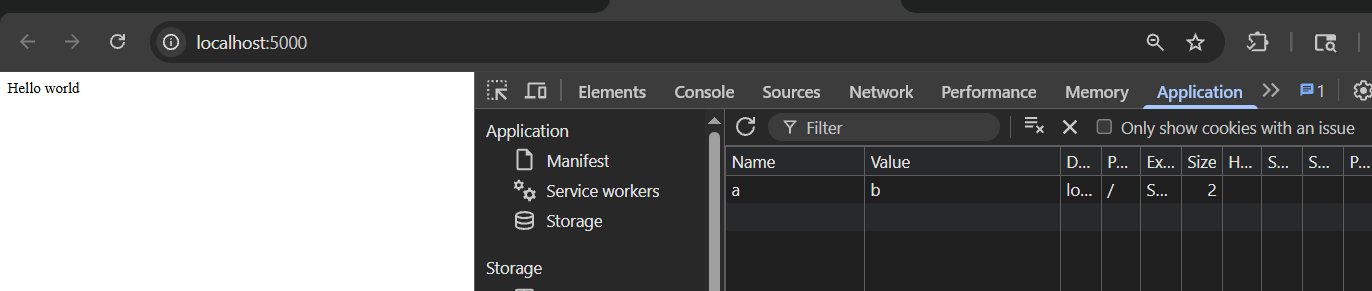 localhost:5000
Hello world
Elements Console Sources Network Performance Memory Application 1
Application
Manifest
Service workers
Storage
Storage
Filter Only show cookies with an issue
Name Value D... P... Ex... Size H... S... S... P...
a b lo... / S... 2